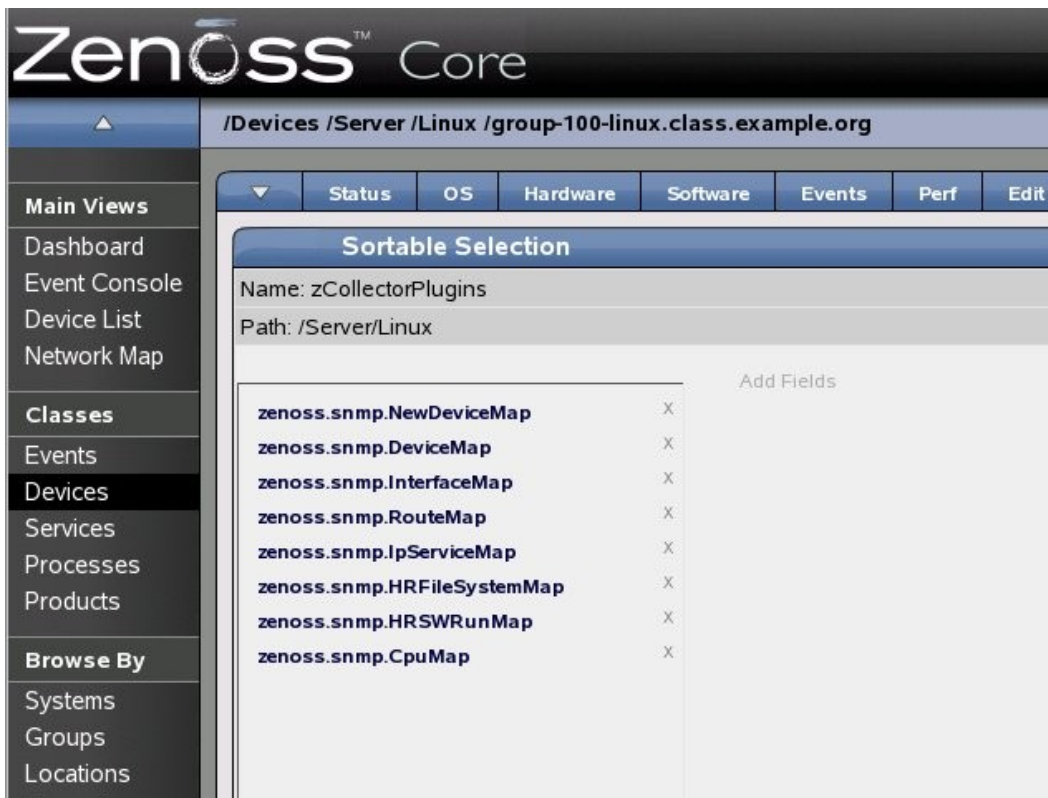 Zenoss™ Core
/Devices /Server /Linux /group-100-linux.class.example.org
Main Views
Dashboard
Event Console
Device List
Network Map
Classes
Events
Devices
Services
Processes
Products
Browse By
Systems
Groups
Locations
Status OS Hardware Software Events Perf Edit
Sortable Selection
Name: zCollectorPlugins
Path: /Server/Linux
Add Fields
zenoss.snmp.NewDeviceMap X
zenoss.snmp.DeviceMap X
zenoss.snmp.InterfaceMap X
zenoss.snmp.RouteMap X
zenoss.snmp.IpServiceMap X
zenoss.snmp.HRFileSystemMap X
zenoss.snmp.HRSWRunMap X
zenoss.snmp.CpuMap X